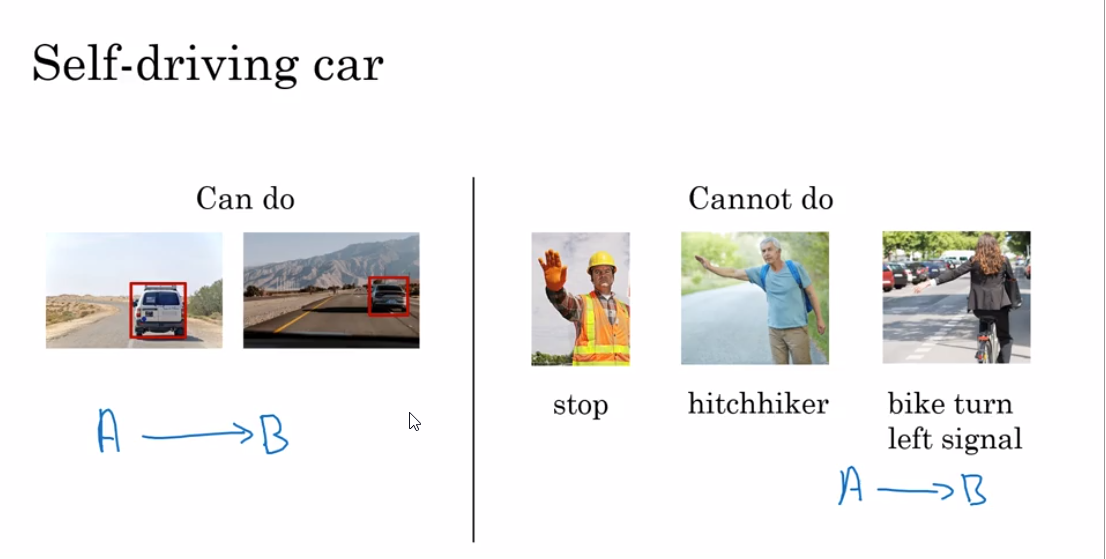 Self-driving car
Can do
Cannot do
A → B
stop
hitchhiker
bike turn
left signal
A → B